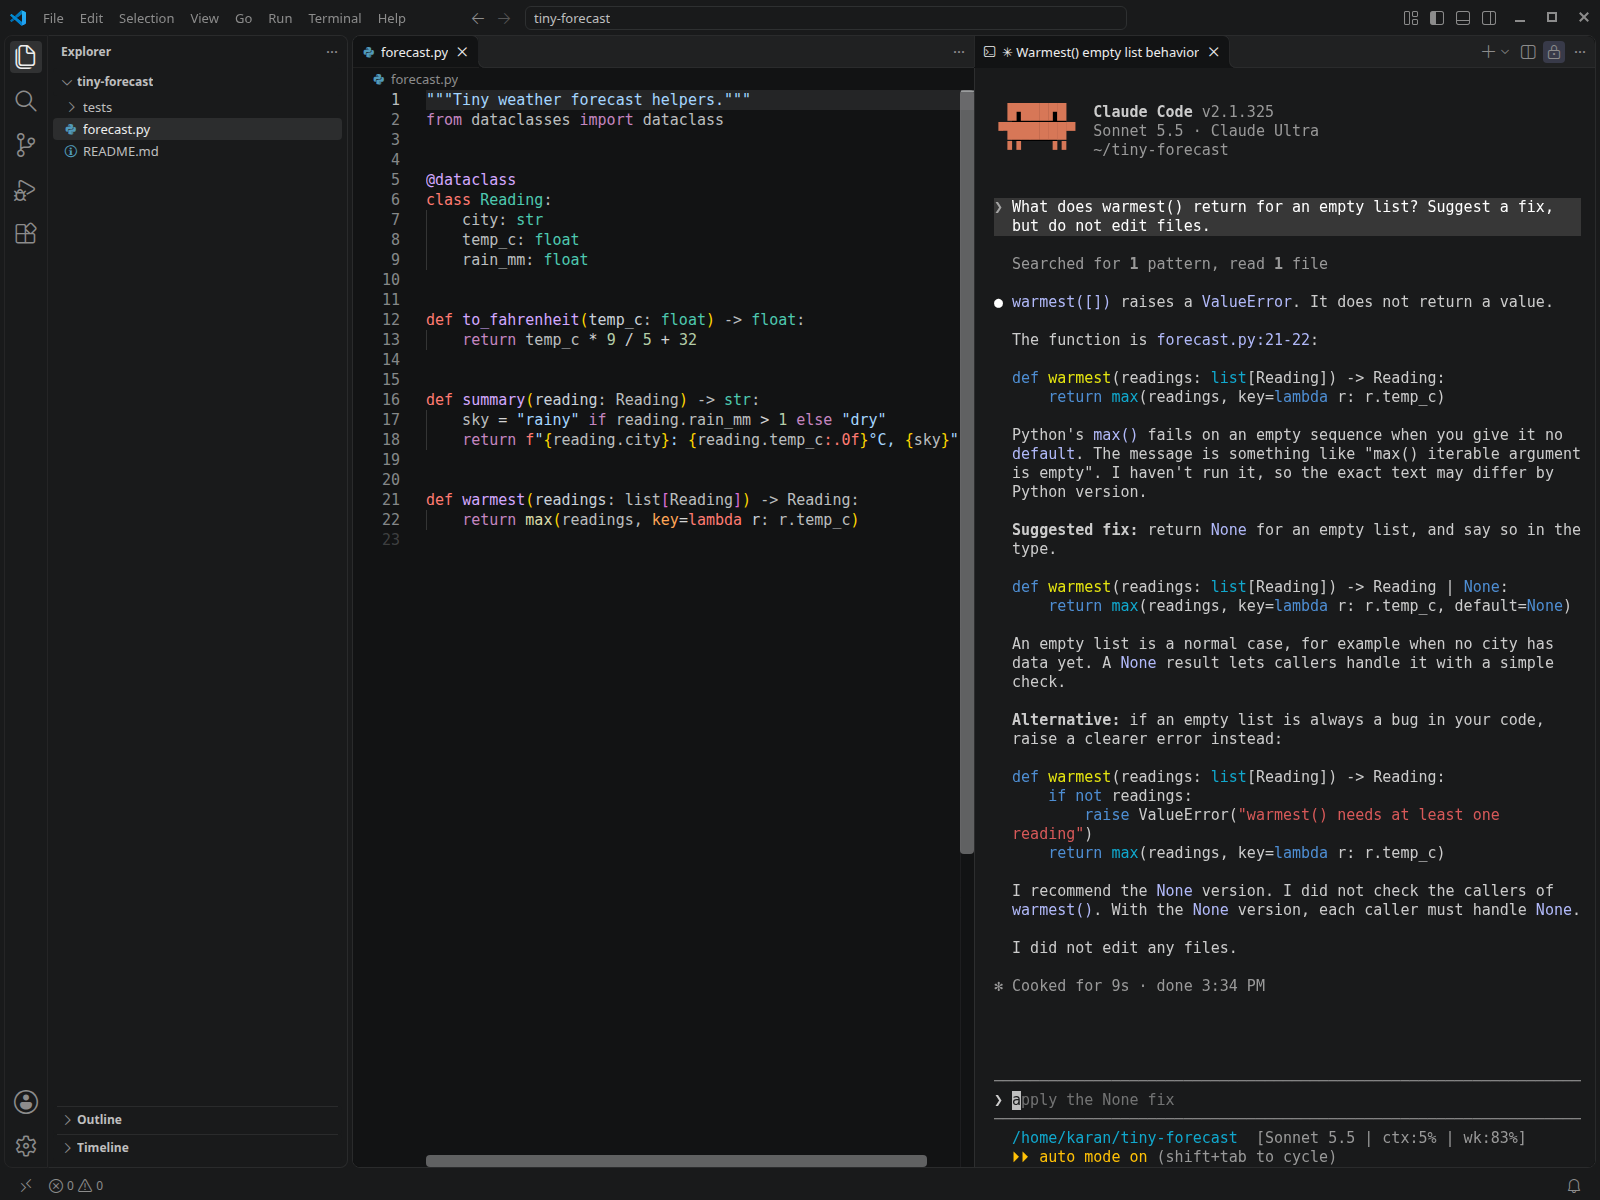 File Edit Selection View Go Run Terminal Help
tiny-forecast
Explorer
tiny-forecast
tests
forecast.py
README.md
Outline
Timeline
forecast.py
forecast.py
1 """Tiny weather forecast helpers."""
2 from dataclasses import dataclass
3
4
5 @dataclass
6 class Reading:
7     city: str
8     temp_c: float
9     rain_mm: float
10
11
12 def to_fahrenheit(temp_c: float) -> float:
13     return temp_c * 9 / 5 + 32
14
15
16 def summary(reading: Reading) -> str:
17     sky = "rainy" if reading.rain_mm > 1 else "dry"
18     return f"{reading.city}: {reading.temp_c:.0f}°C, {sky}"
19
20
21 def warmest(readings: list[Reading]) -> Reading:
22     return max(readings, key=lambda r: r.temp_c)
23
✳ Warmest() empty list behavior
Claude Code v2.1.325
Sonnet 5.5 · Claude Ultra
~/tiny-forecast
❯ What does warmest() return for an empty list? Suggest a fix,
but do not edit files.
Searched for 1 pattern, read 1 file
● warmest([]) raises a ValueError. It does not return a value.
The function is forecast.py:21-22:
def warmest(readings: list[Reading]) -> Reading:
    return max(readings, key=lambda r: r.temp_c)
Python's max() fails on an empty sequence when you give it no
default. The message is something like "max() iterable argument
is empty". I haven't run it, so the exact text may differ by
Python version.
Suggested fix: return None for an empty list, and say so in the
type.
def warmest(readings: list[Reading]) -> Reading | None:
    return max(readings, key=lambda r: r.temp_c, default=None)
An empty list is a normal case, for example when no city has
data yet. A None result lets callers handle it with a simple
check.
Alternative: if an empty list is always a bug in your code,
raise a clearer error instead:
def warmest(readings: list[Reading]) -> Reading:
    if not readings:
        raise ValueError("warmest() needs at least one
reading")
    return max(readings, key=lambda r: r.temp_c)
I recommend the None version. I did not check the callers of
warmest(). With the None version, each caller must handle None.
I did not edit any files.
✻ Cooked for 9s · done 3:34 PM
❯ apply the None fix
/home/karan/tiny-forecast [Sonnet 5.5 | ctx:5% | wk:83%]
⏵⏵ auto mode on (shift+tab to cycle)
0 0